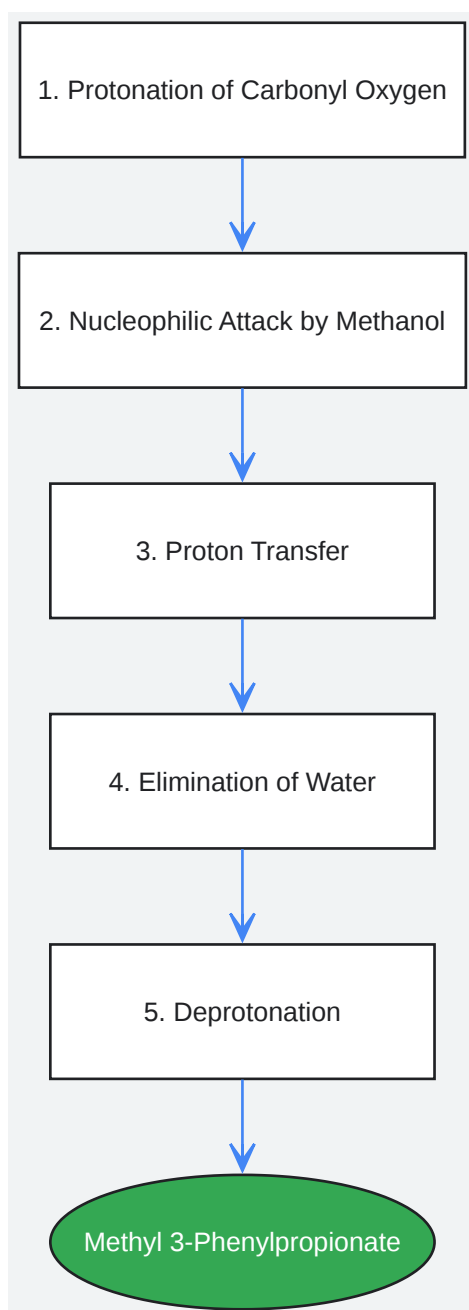 1. Protonation of Carbonyl Oxygen
2. Nucleophilic Attack by Methanol
3. Proton Transfer
4. Elimination of Water
5. Deprotonation
Methyl 3-Phenylpropionate